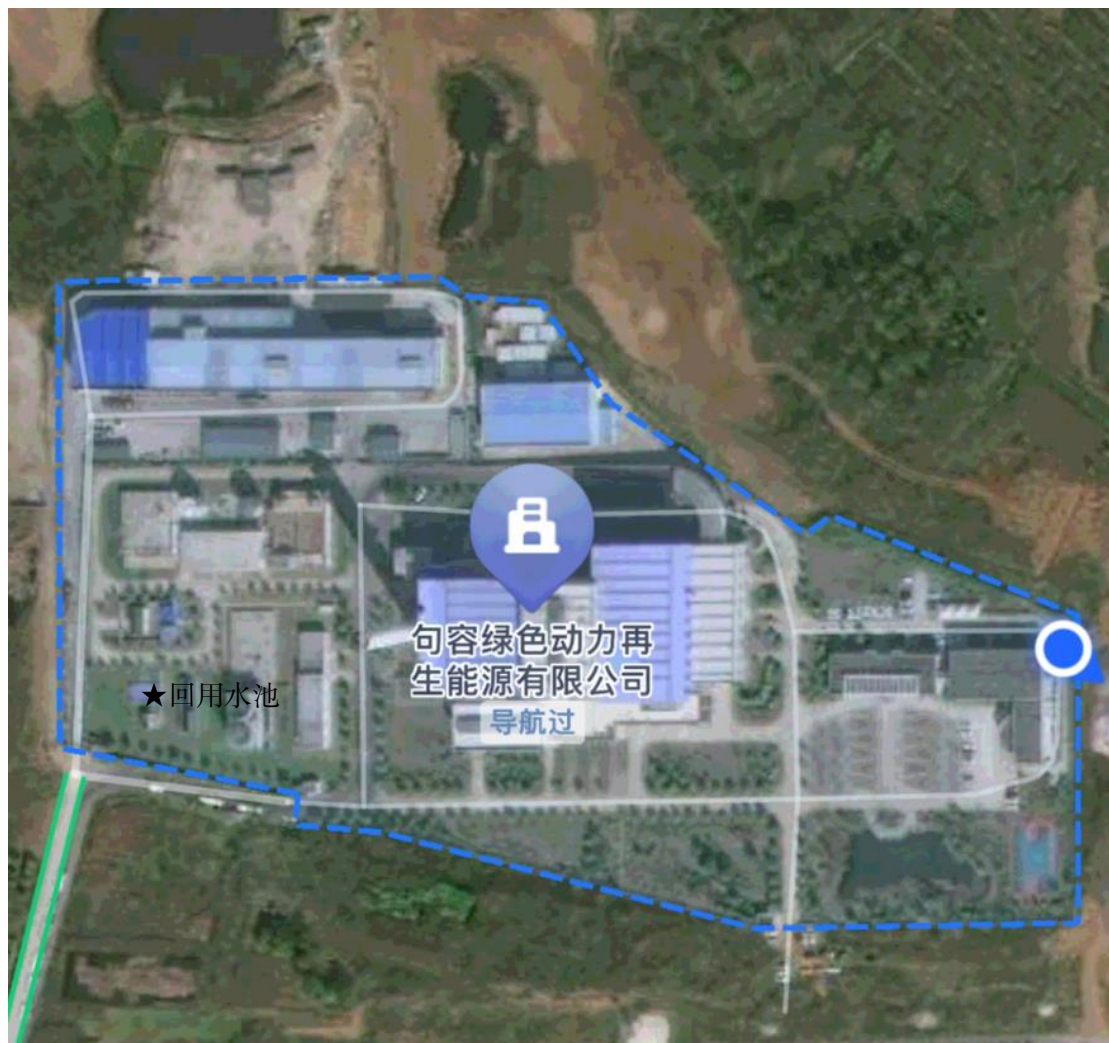 句容绿色动力再
生能源有限公司
导航过
★回用水池